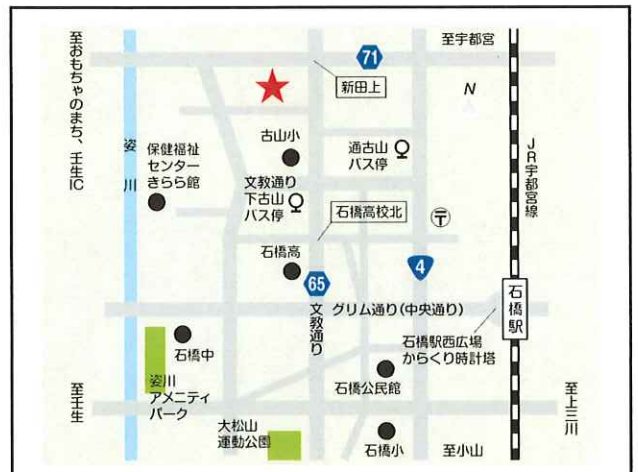 至宇都宮
71
至おもちゃのまち、壬生IC
新田上
N
姿川
保健福祉
センター
きらら館
古山小
通古山
バス停
JR宇都宮線
文教通り
下古山
バス停
石橋高校北
〒
石橋高
65
4
文教通り
グリム通り(中央通り)
石橋駅
石橋中
石橋駅西広場
からくり時計塔
姿川
アメニティ
パーク
石橋公民館
至壬生
至上三川
大松山
運動公園
石橋小
至小山